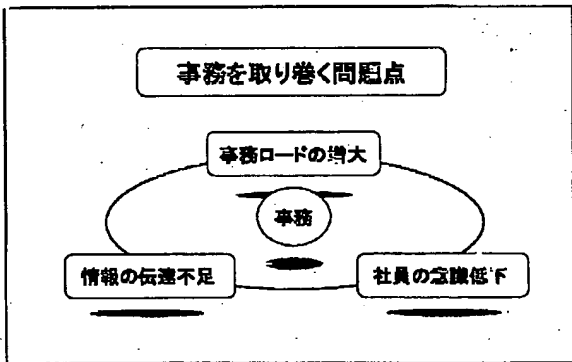 事務を取り巻く問題点
事務ロードの増大
事務
情報の伝達不足
社員の意識低下